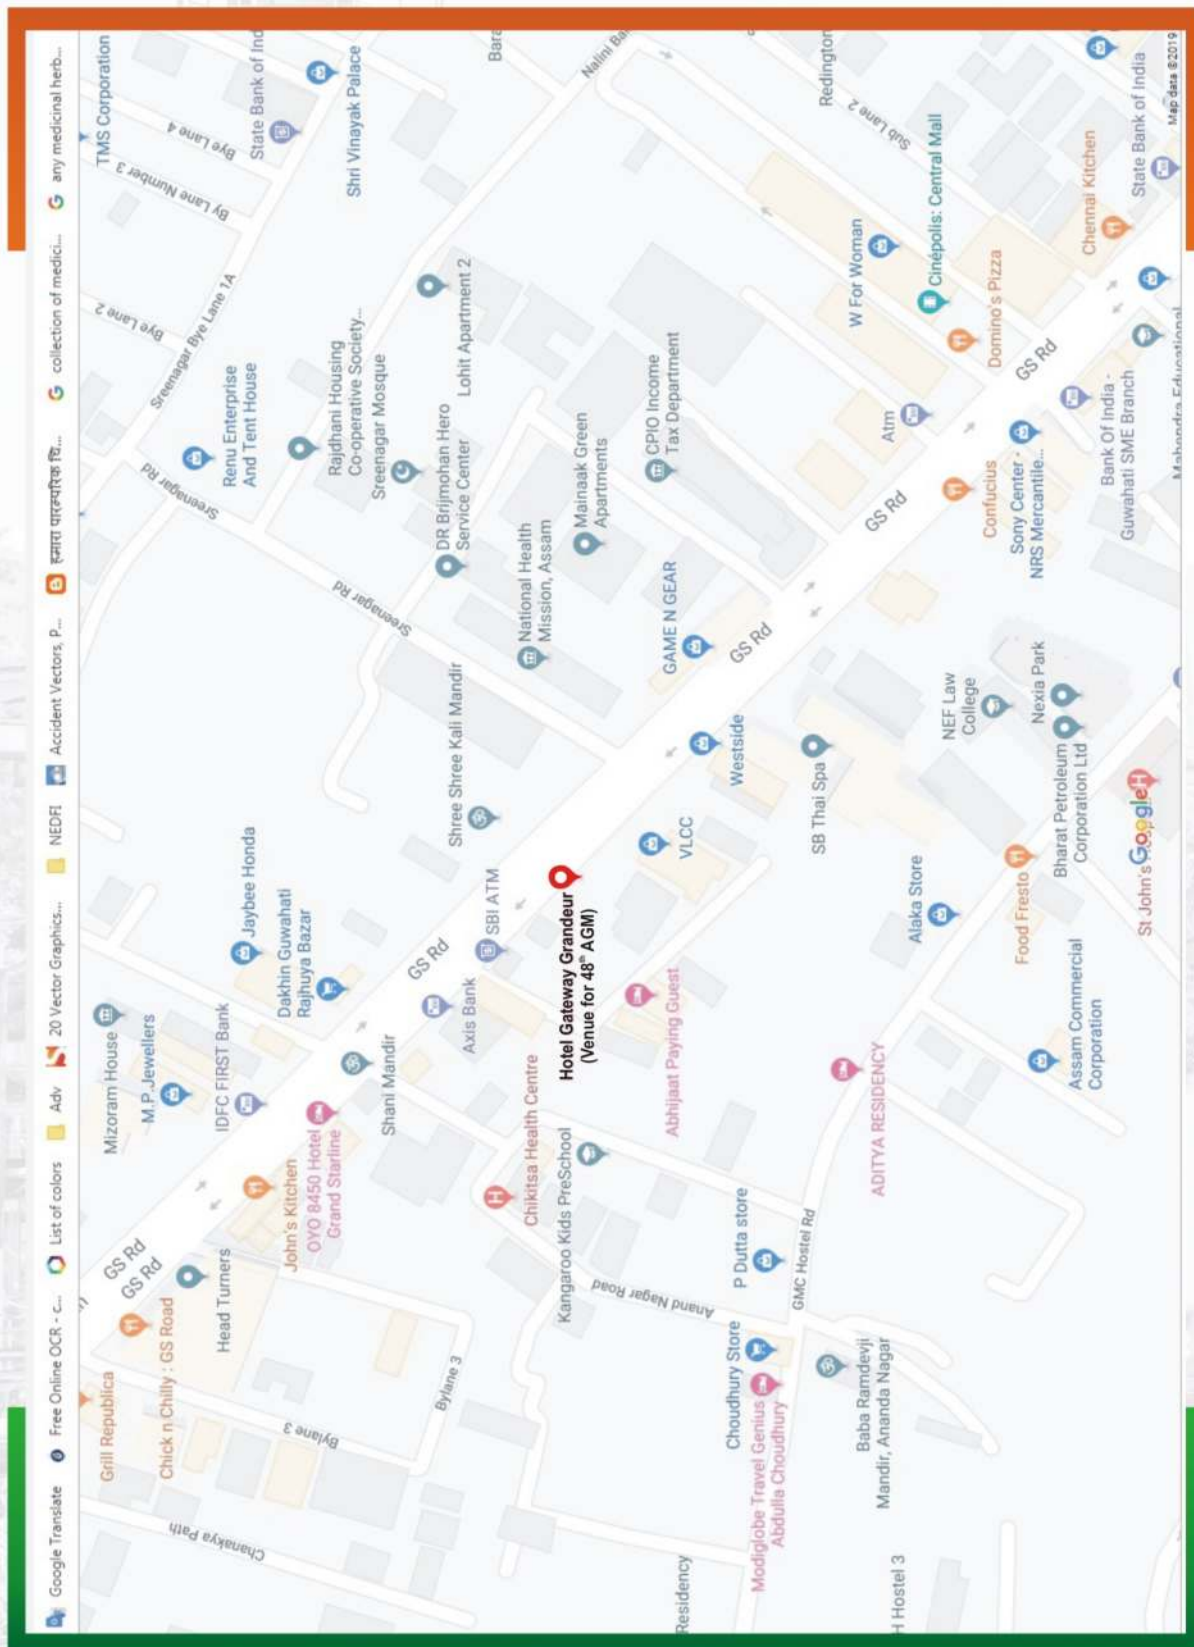 Google Translate
Free Online OCR - c...
List of colors
Adv
20 Vector Graphics...
NEDFI
Accident Vectors, P...
हमारा पारम्परिक चि...
collection of medici...
any medicinal herb...
Grill Republica
Chick n Chilly : GS Road
GS Rd
GS Rd
Mizoram House
M.P.Jewellers
IDFC FIRST Bank
Jaybee Honda
Dakhin Guwahati
Rajhuya Bazar
Head Turners
John's Kitchen
OYO 8450 Hotel
Grand Starline
Shani Mandir
GS Rd
Axis Bank
SBI ATM
Shree Shree Kali Mandir
Sreenagar Rd
Sreenagar Rd
Renu Enterprise
And Tent House
Sreenagar Bye Lane 1A
Bye Lane 2
By Lane Number 3
Bye Lane 4
TMS Corporation
State Bank of Ind
Shri Vinayak Palace
Rajdhani Housing
Co-operative Society...
Sreenagar Mosque
DR Brijmohan Hero
Service Center
Lohit Apartment 2
Bara
Nalini Ba
National Health
Mission, Assam
Mainaak Green
Apartments
CPIO Income
Tax Department
GAME N GEAR
GS Rd
Chanakya Path
Bylane 3
Bylane 3
Chikitsa Health Centre
Hotel Gateway Grandeur
(Venue for 48th AGM)
Kangaroo Kids PreSchool
Abhijaat Paying Guest
VLCC
Westside
SB Thai Spa
Anand Nagar Road
P Dutta store
GMC Hostel Rd
Choudhury Store
Modiglobe Travel Genius
Abdulla Choudhury
Residency
Baba Ramdevji
Mandir, Ananda Nagar
H Hostel 3
ADITYA RESIDENCY
Alaka Store
Food Fresto
Assam Commercial
Corporation
Bharat Petroleum
Corporation Ltd
NEF Law
College
Nexia Park
St John's
Google
GS Rd
Atm
W For Woman
Redington
Sub Lane 2
Cinépolis: Central Mall
Domino's Pizza
GS Rd
Confucius
Sony Center -
NRS Mercantile...
Bank Of India -
Guwahati SME Branch
Mahendra Educational
Chennai Kitchen
State Bank of India
Map data ©2019